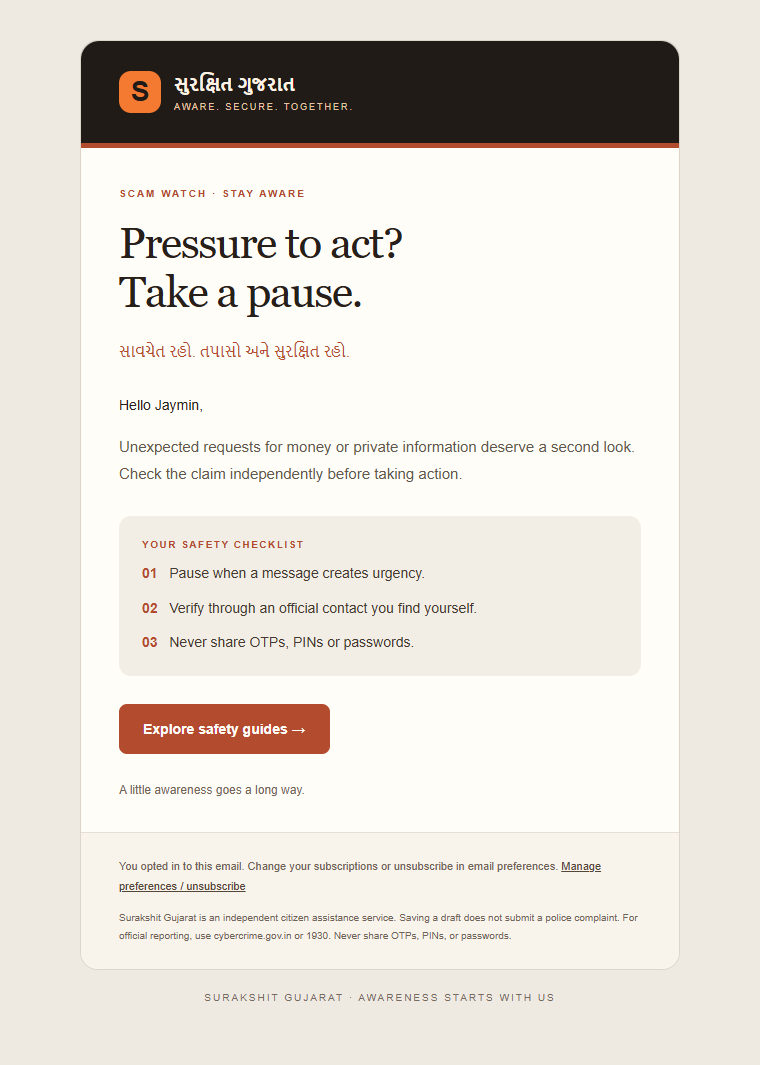 S
સુરક્ષિત ગુજરાત
AWARE. SECURE. TOGETHER.
SCAM WATCH · STAY AWARE
Pressure to act?
Take a pause.
સાવચેત રહો. તપાસો અને સુરક્ષિત રહો.
Hello Jaymin,
Unexpected requests for money or private information deserve a second look.
Check the claim independently before taking action.
YOUR SAFETY CHECKLIST
01 Pause when a message creates urgency.
02 Verify through an official contact you find yourself.
03 Never share OTPs, PINs or passwords.
Explore safety guides →
A little awareness goes a long way.
You opted in to this email. Change your subscriptions or unsubscribe in email preferences. Manage
preferences / unsubscribe
Surakshit Gujarat is an independent citizen assistance service. Saving a draft does not submit a police complaint. For
official reporting, use cybercrime.gov.in or 1930. Never share OTPs, PINs, or passwords.
SURAKSHIT GUJARAT · AWARENESS STARTS WITH US